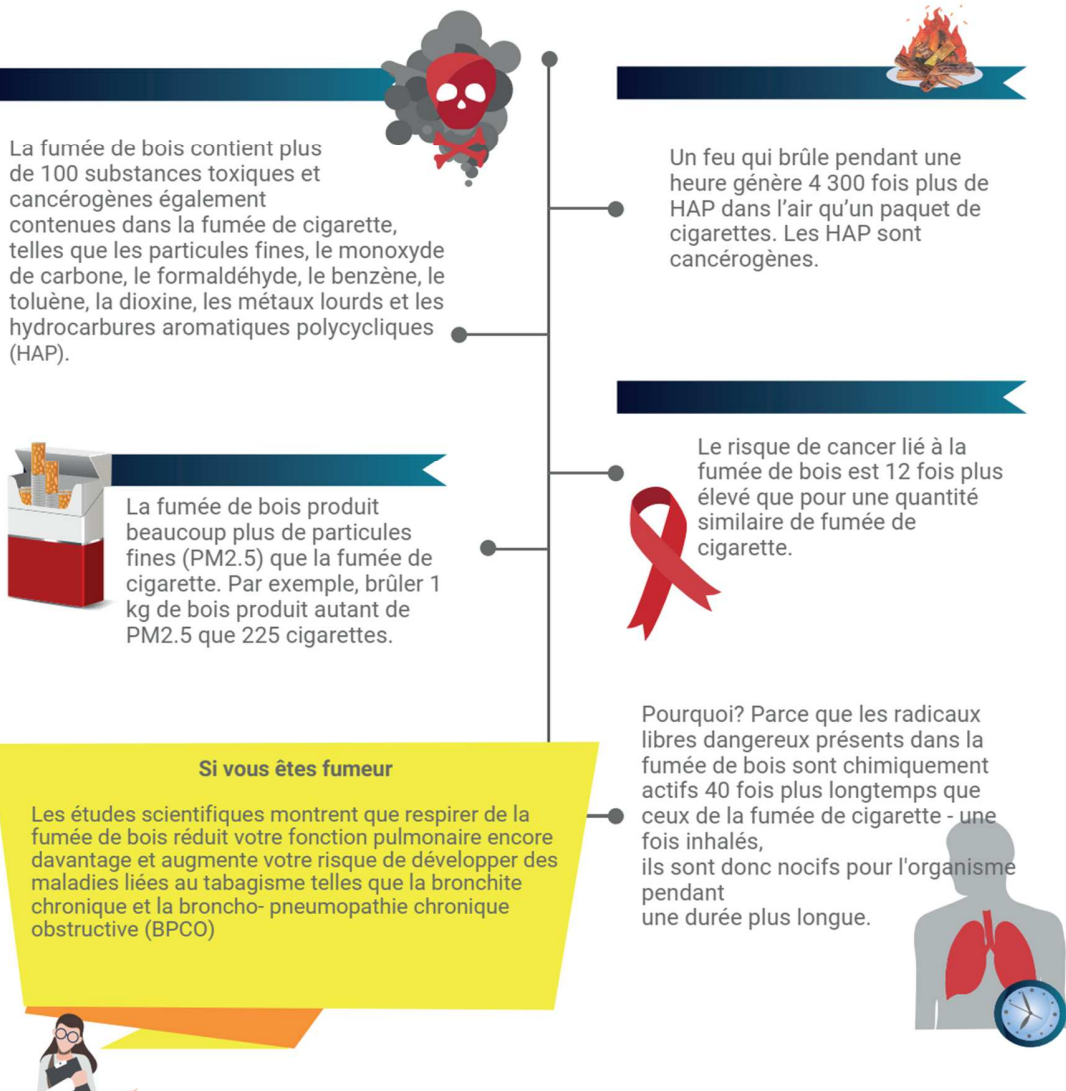 La fumée de bois contient plus
de 100 substances toxiques et
cancérogènes également
contenues dans la fumée de cigarette,
telles que les particules fines, le monoxyde
de carbone, le formaldéhyde, le benzène, le
toluène, la dioxine, les métaux lourds et les
hydrocarbures aromatiques polycycliques
(HAP).
Un feu qui brûle pendant une
heure génère 4 300 fois plus de
HAP dans l’air qu’un paquet de
cigarettes. Les HAP sont
cancérogènes.
La fumée de bois produit
beaucoup plus de particules
fines (PM2.5) que la fumée de
cigarette. Par exemple, brûler 1
kg de bois produit autant de
PM2.5 que 225 cigarettes.
Le risque de cancer lié à la
fumée de bois est 12 fois plus
élevé que pour une quantité
similaire de fumée de
cigarette.
Pourquoi? Parce que les radicaux
libres dangereux présents dans la
fumée de bois sont chimiquement
actifs 40 fois plus longtemps que
ceux de la fumée de cigarette - une
fois inhalés,
ils sont donc nocifs pour l'organisme
pendant
une durée plus longue.
Si vous êtes fumeur
Les études scientifiques montrent que respirer de la
fumée de bois réduit votre fonction pulmonaire encore
davantage et augmente votre risque de développer des
maladies liées au tabagisme telles que la bronchite
chronique et la broncho- pneumopathie chronique
obstructive (BPCO)